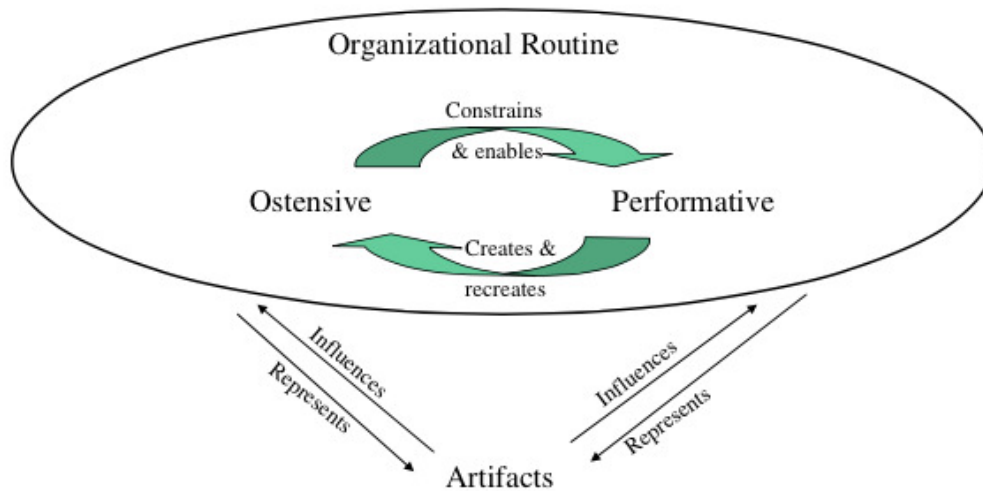 Organizational Routine
Constrains
& enables
Ostensive
Performative
Creates &
recreates
Influences
Represents
Influences
Represents
Artifacts